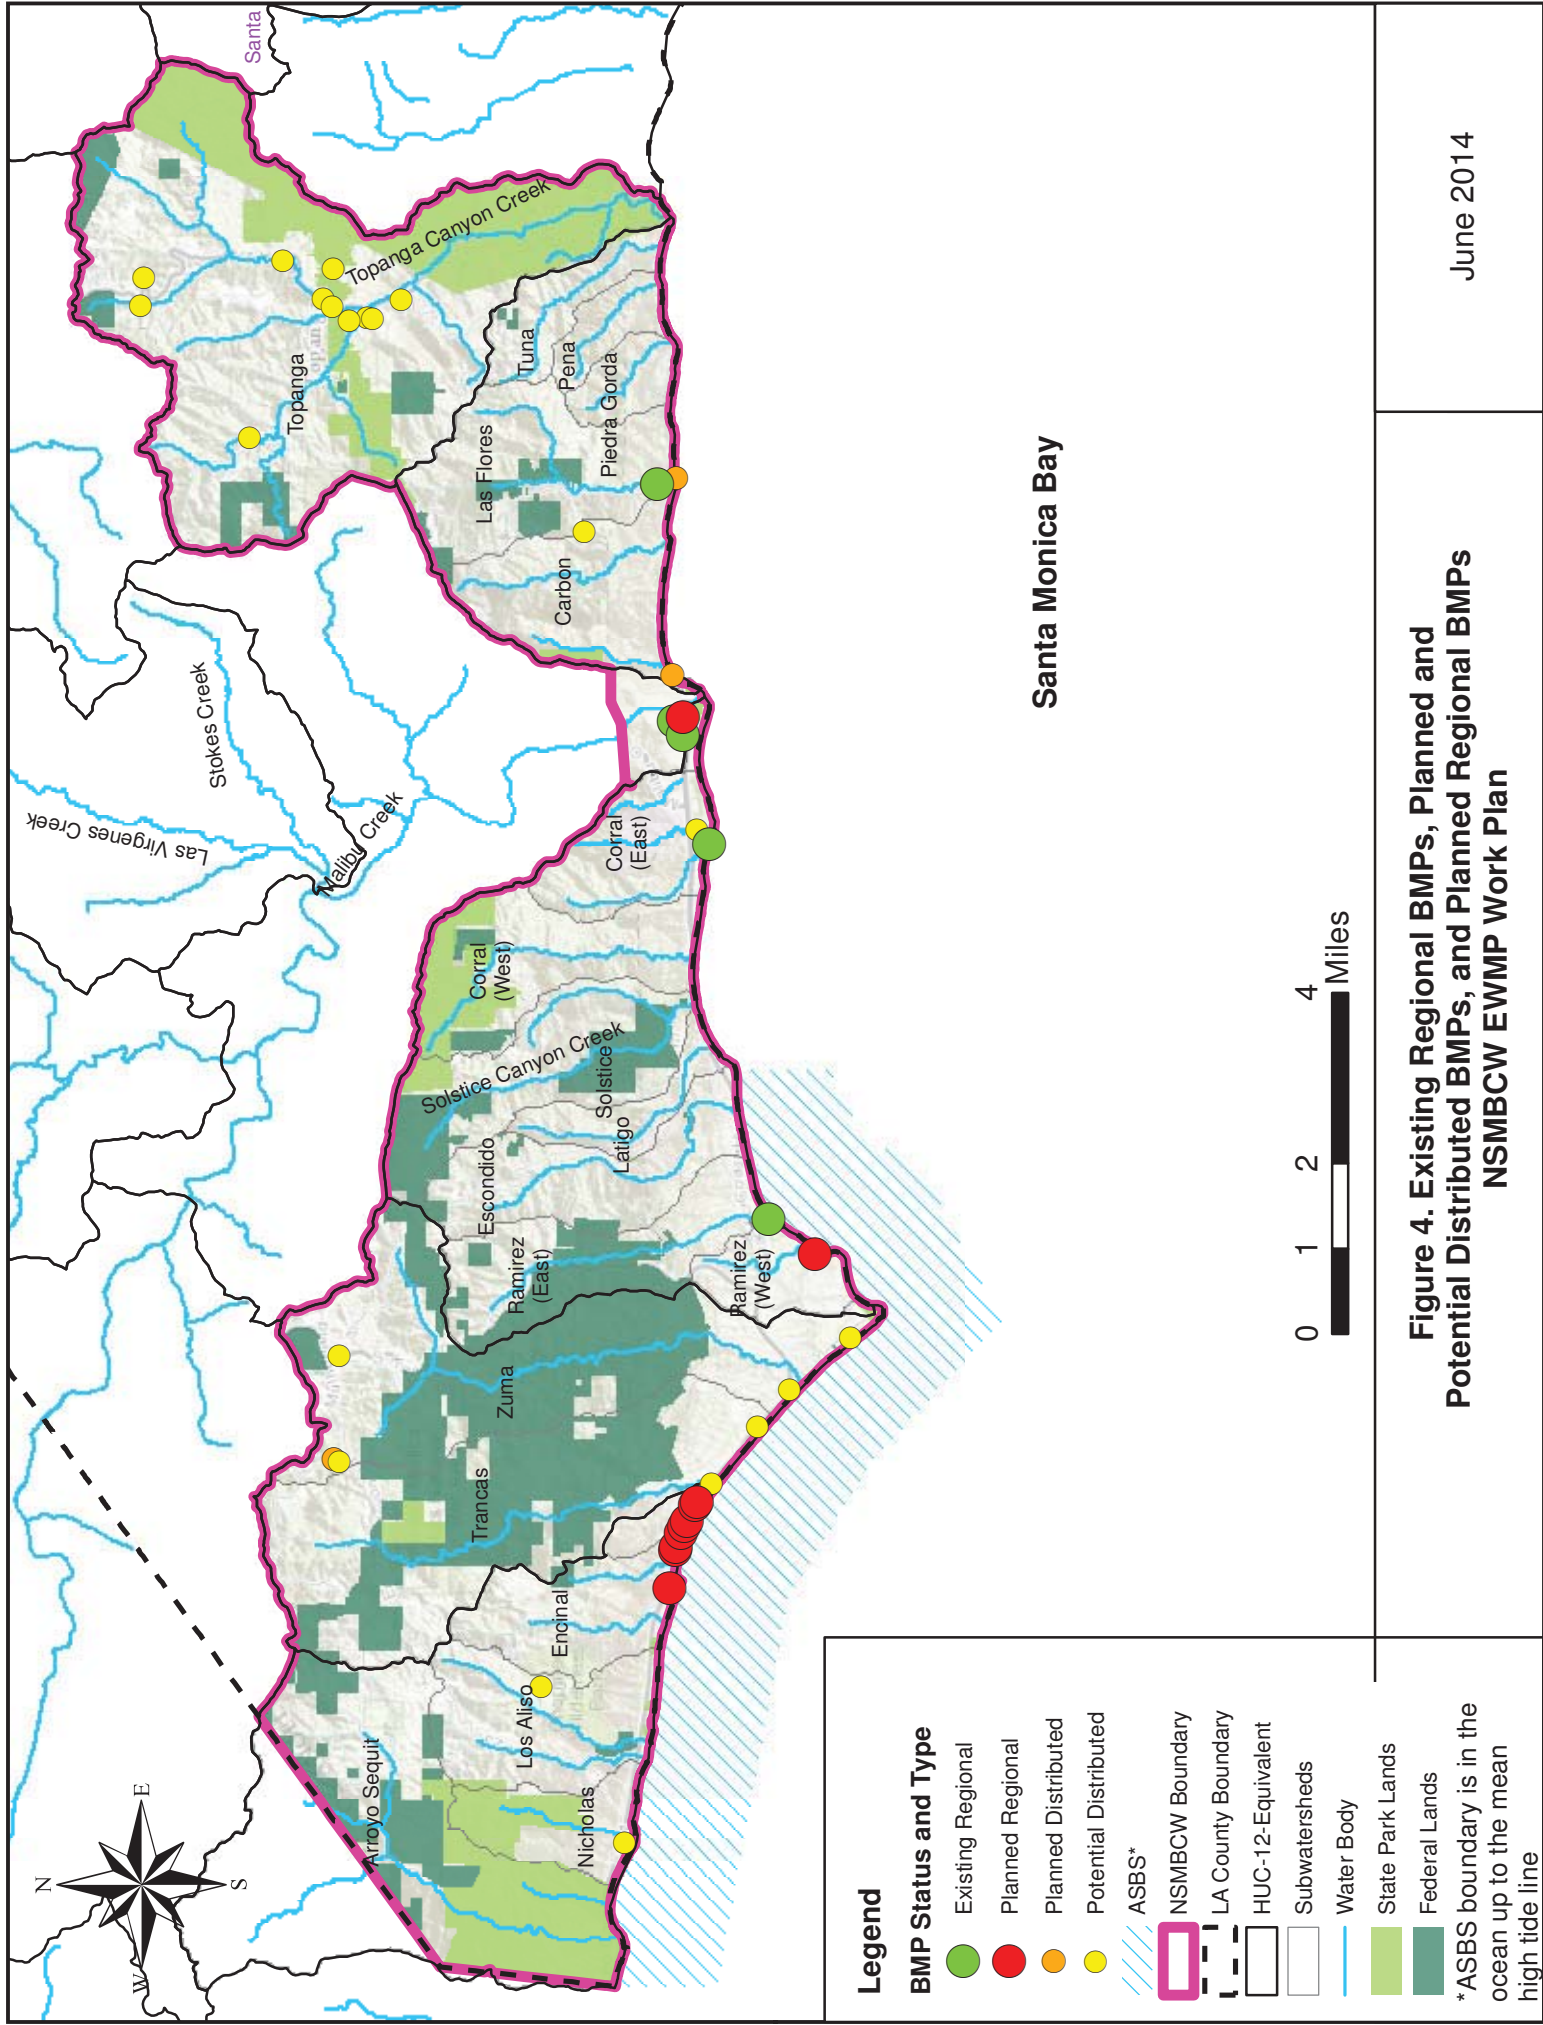 Santa
Topanga Canyon Creek
Topanga
Tuna
Pena
Piedra Gorda
Las Flores
Carbon
Stokes Creek
Las Virgenes Creek
Malibu Creek
Corral
(East)
Corral
(West)
Solstice Canyon Creek
Solstice
Latigo
Escondido
Ramirez
(East)
Ramirez
(West)
Zuma
Trancas
Encinal
Los Aliso
Arroyo Sequit
Nicholas
Santa Monica Bay
N
E
S
W
0 1 2 4
Miles
Legend
BMP Status and Type
Existing Regional
Planned Regional
Planned Distributed
Potential Distributed
ASBS*
NSMBCW Boundary
LA County Boundary
HUC-12-Equivalent
Subwatersheds
Water Body
State Park Lands
Federal Lands
*ASBS boundary is in the
ocean up to the mean
high tide line
Figure 4. Existing Regional BMPs, Planned and
Potential Distributed BMPs, and Planned Regional BMPs
NSMBCW EWMP Work Plan
June 2014